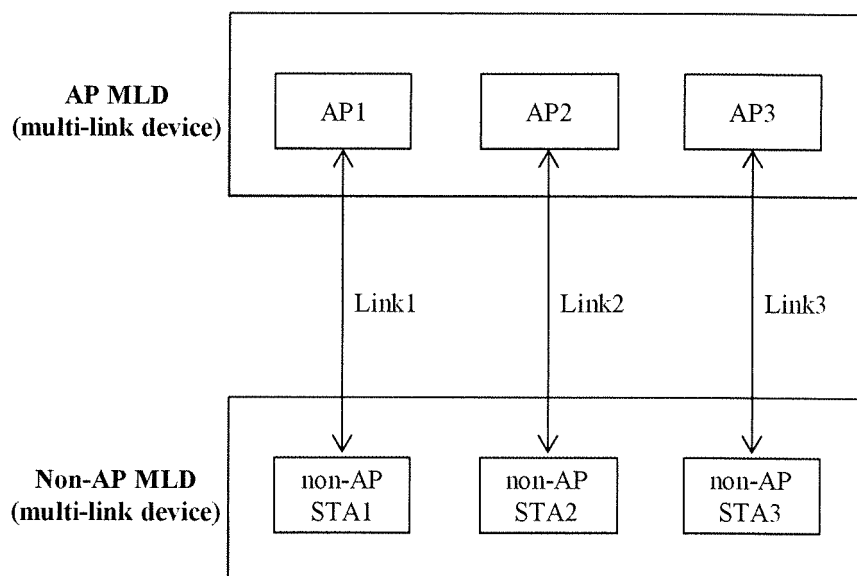 AP MLD
(multi-link device)
AP1
AP2
AP3
Link1
Link2
Link3
Non-AP MLD
(multi-link device)
non-AP
STA1
non-AP
STA2
non-AP
STA3